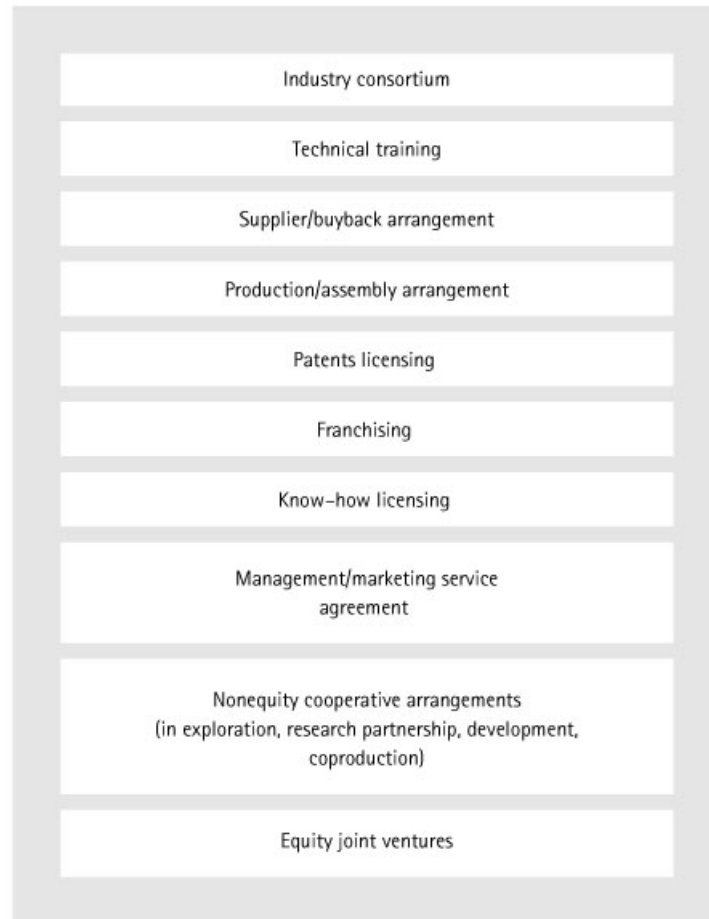 Industry consortium
Technical training
Supplier/buyback arrangement
Production/assembly arrangement
Patents licensing
Franchising
Know–how licensing
Management/marketing service
agreement
Nonequity cooperative arrangements
(in exploration, research partnership, development,
coproduction)
Equity joint ventures